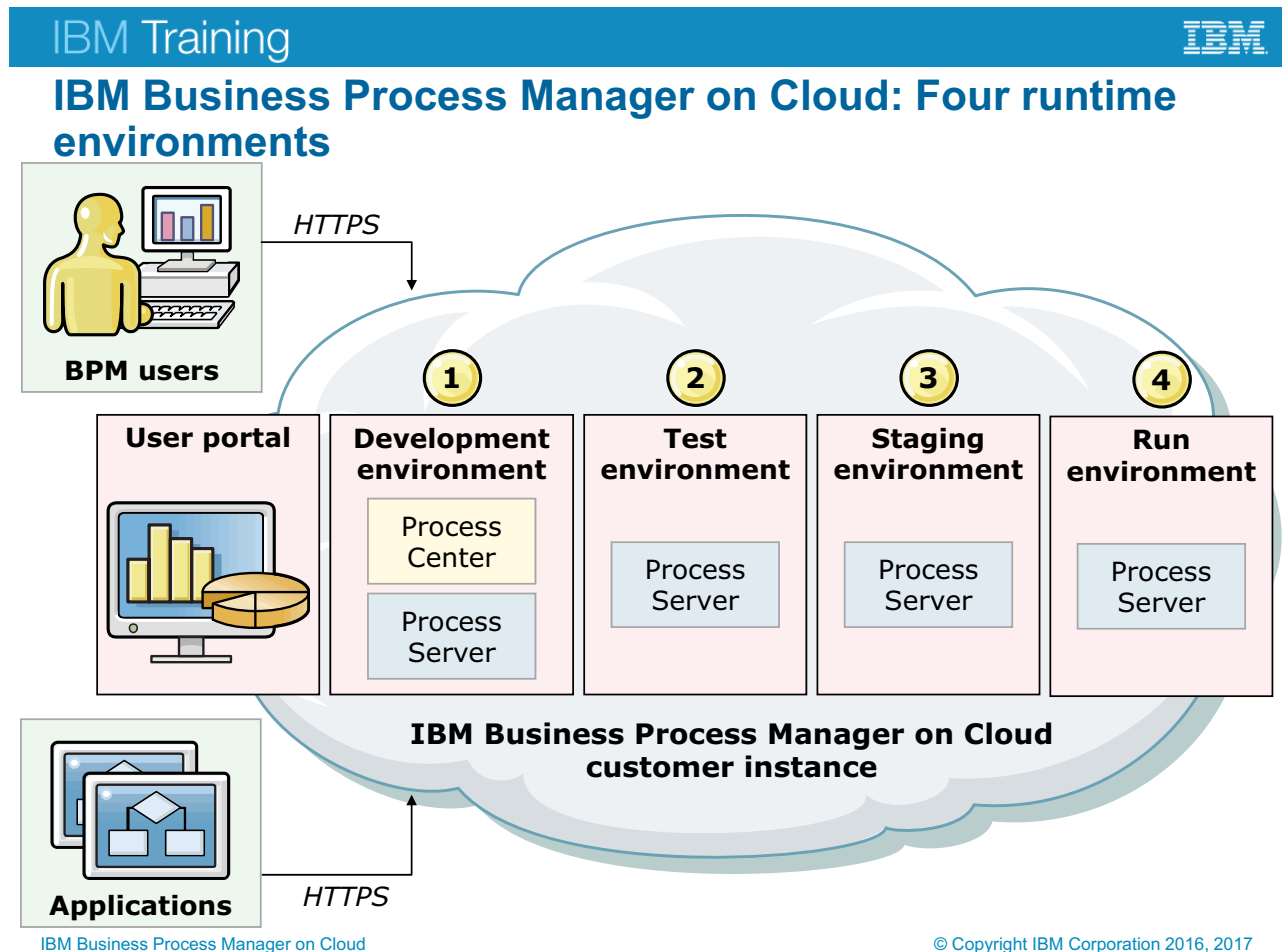 IBM Training
IBM
IBM Business Process Manager on Cloud: Four runtime
environments
HTTPS
BPM users
1
2
3
4
User portal
Development
environment
Process
Center
Process
Server
Test
environment
Process
Server
Staging
environment
Process
Server
Run
environment
Process
Server
IBM Business Process Manager on Cloud
customer instance
Applications
HTTPS
IBM Business Process Manager on Cloud
© Copyright IBM Corporation 2016, 2017